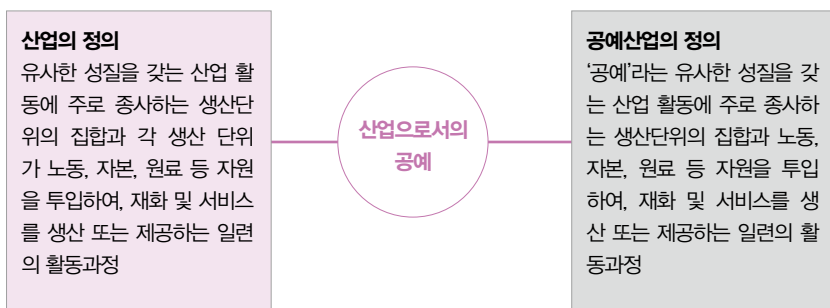 산업의 정의
유사한 성질을 갖는 산업 활
동에 주로 종사하는 생산단
위의 집합과 각 생산 단위
가 노동, 자본, 원료 등 자원
을 투입하여, 재화 및 서비스
를 생산 또는 제공하는 일련
의 활동과정
산업으로서의
공예
공예산업의 정의
‘공예’라는 유사한 성질을 갖
는 산업 활동에 주로 종사하
는 생산단위의 집합과 노동,
자본, 원료 등 자원을 투입
하여, 재화 및 서비스를 생
산 또는 제공하는 일련의 활
동과정